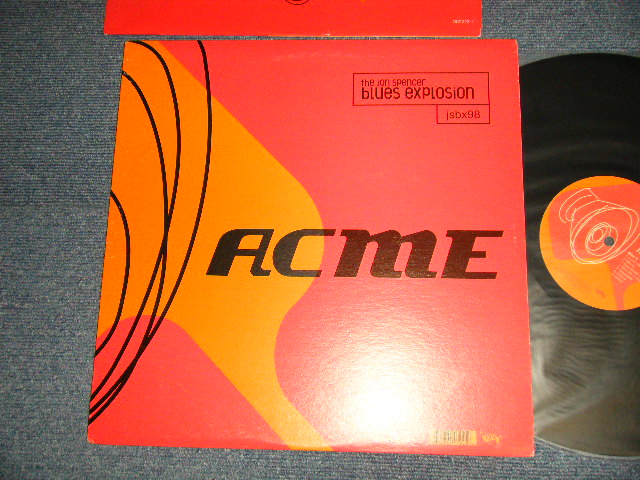 the jon spencer
blues explosion
jsbx98
ACME